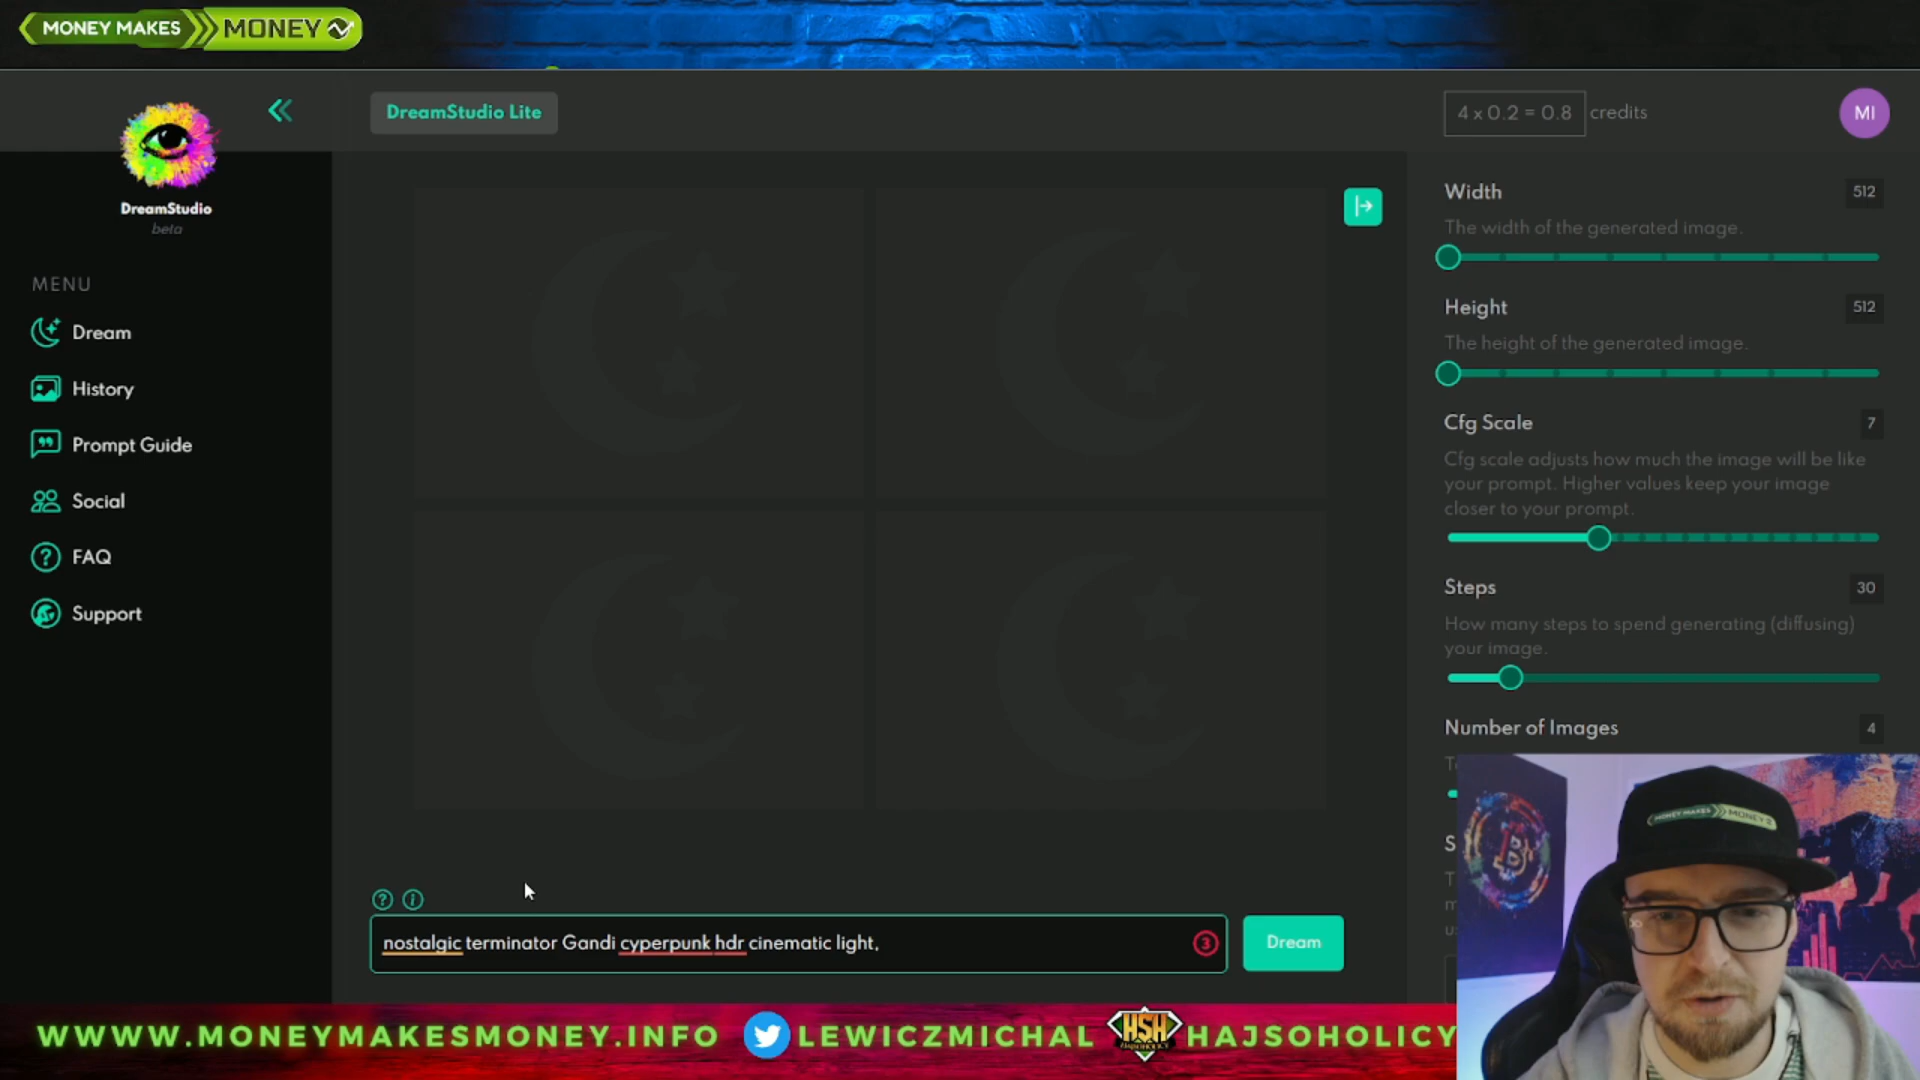 MONEY MAKES MONEY
DreamStudio Lite
4 x 0.2 = 0.8 credits
MI
DreamStudio
beta
MENU
Dream
History
Prompt Guide
Social
FAQ
Support
Width 512
The width of the generated image.
Height 512
The height of the generated image.
Cfg Scale 7
Cfg scale adjusts how much the image will be like
your prompt. Higher values keep your image
closer to your prompt.
Steps 30
How many steps to spend generating (diffusing)
your image.
Number of Images 4
nostalgic terminator Gandi cyperpunk hdr cinematic light,
3
Dream
MONEY MAKES MONEY
WWWW.MONEYMAKESMONEY.INFO LEWICZMICHAL HSH HAJSOHOLICY